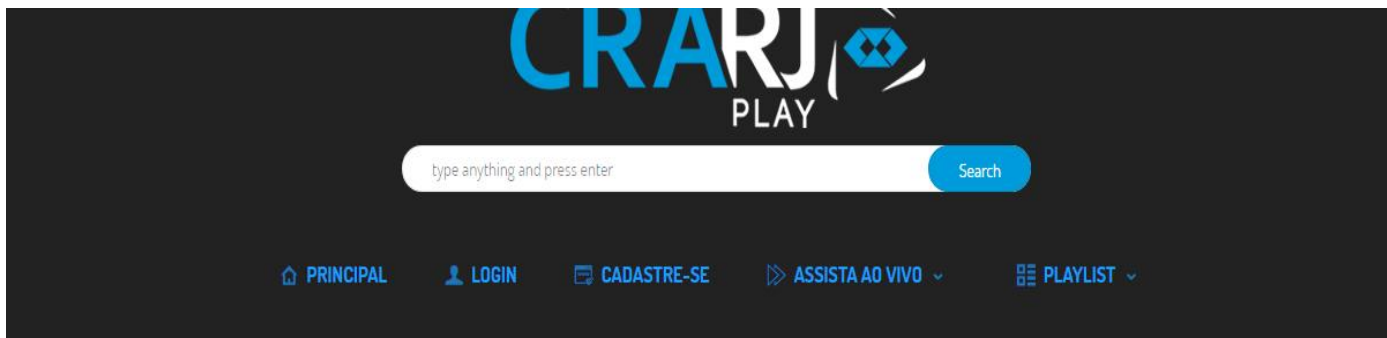 CRARJ
PLAY
type anything and press enter
Search
PRINCIPAL
LOGIN
CADASTRE-SE
ASSISTA AO VIVO
PLAYLIST